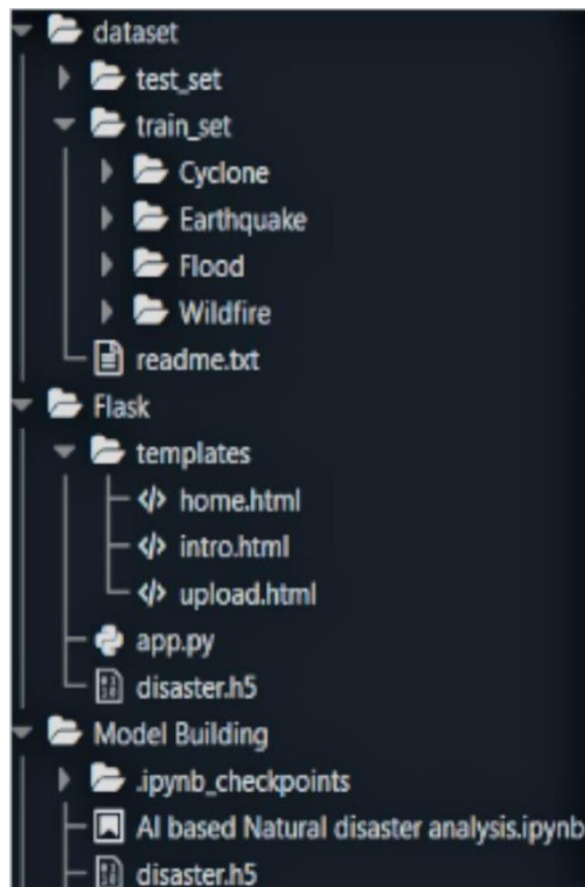 dataset
test_set
train_set
Cyclone
Earthquake
Flood
Wildfire
readme.txt
Flask
templates
home.html
intro.html
upload.html
app.py
disaster.h5
Model Building
.ipynb_checkpoints
AI based Natural disaster analysis.ipynb
disaster.h5